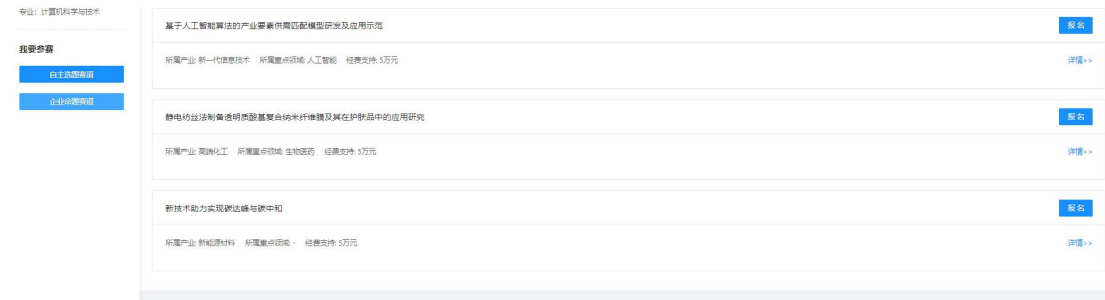 专业：计算机科学与技术
我要参赛
自主选题赛道
企业命题赛道
基于人工智能算法的产业要素供需匹配模型研发及应用示范
报名
所属产业: 新一代信息技术 所属重点领域: 人工智能 经费支持: 5万元
详情>>
静电纺丝法制备透明质酸基复合纳米纤维膜及其在护肤品中的应用研究
报名
所属产业: 高端化工 所属重点领域: 生物医药 经费支持: 5万元
详情>>
新技术助力实现碳达峰与碳中和
报名
所属产业: 新能源材料 所属重点领域: - 经费支持: 5万元
详情>>